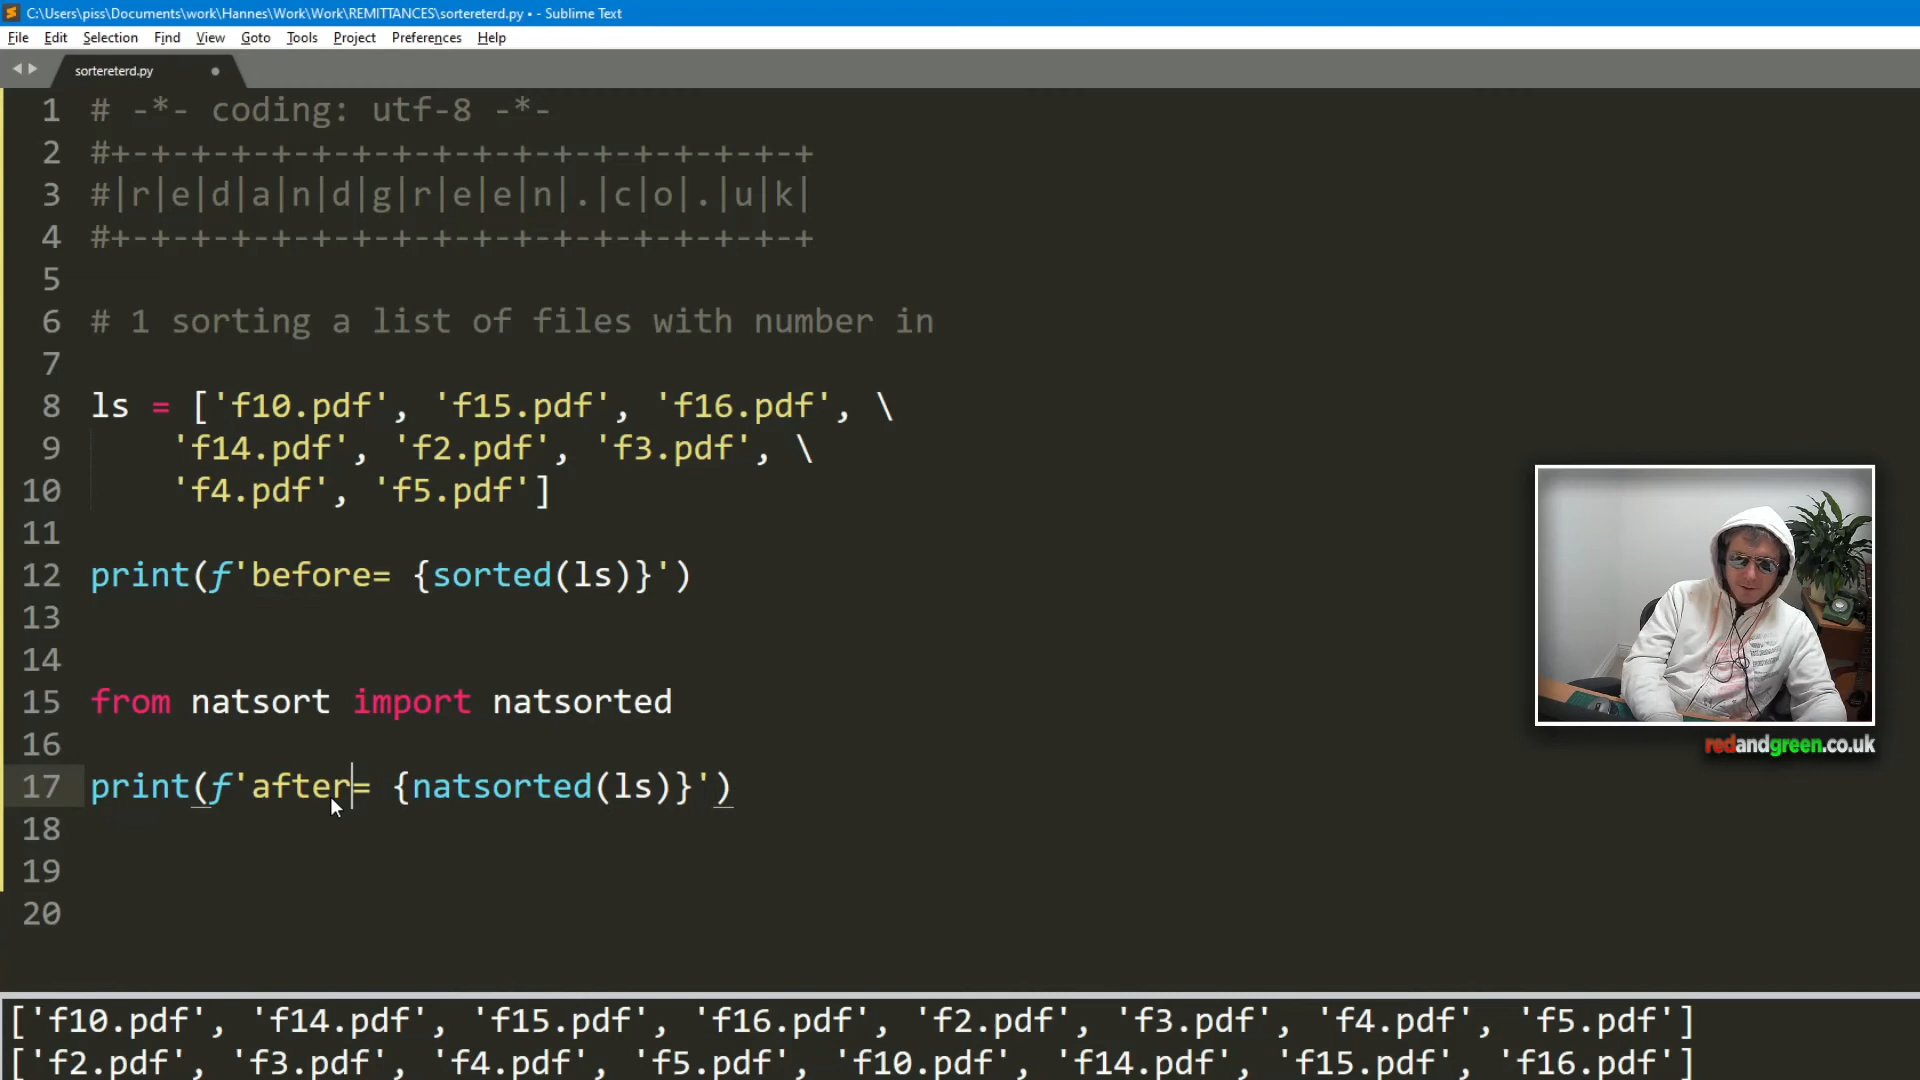 C:\Users\piss\Documents\work\Hannes\Work\Work\REMITTANCES\sortereterd.py • - Sublime Text
File Edit Selection Find View Goto Tools Project Preferences Help
sortereterd.py
1 # -*- coding: utf-8 -*-
2 #+-+-+-+-+-+-+-+-+-+-+-+-+-+-+-+-+-+
3 #|r|e|d|a|n|d|g|r|e|e|n|.|c|o|.|u|k|
4 #+-+-+-+-+-+-+-+-+-+-+-+-+-+-+-+-+-+
5
6 # 1 sorting a list of files with number in
7
8 ls = ['f10.pdf', 'f15.pdf', 'f16.pdf', \
9 'f14.pdf', 'f2.pdf', 'f3.pdf', \
10 'f4.pdf', 'f5.pdf']
11
12 print(f'before= {sorted(ls)}')
13
14
15 from natsort import natsorted
16
17 print(f'after= {natsorted(ls)}')
18
19
20
redandgreen.co.uk
['f10.pdf', 'f14.pdf', 'f15.pdf', 'f16.pdf', 'f2.pdf', 'f3.pdf', 'f4.pdf', 'f5.pdf']
['f2.pdf', 'f3.pdf', 'f4.pdf', 'f5.pdf', 'f10.pdf', 'f14.pdf', 'f15.pdf', 'f16.pdf']